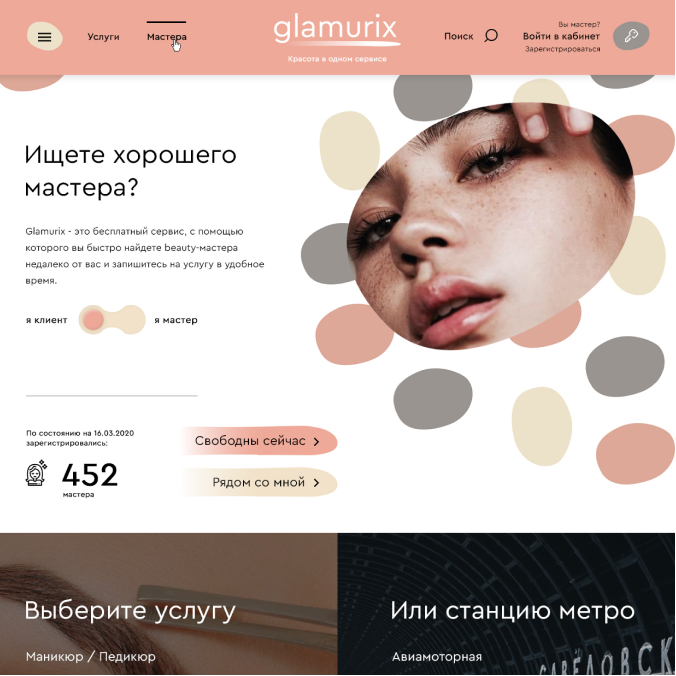 Услуги
Мастера
glamurix
Красота в одном сервисе
Поиск
Вы мастер?
Войти в кабинет
Зарегистрироваться
Ищете хорошего
мастера?
Glamurix - это бесплатный сервис, с помощью
которого вы быстро найдете beauty-мастера
недалеко от вас и запишитесь на услугу в удобное
время.
я клиент
я мастер
По состоянию на 16.03.2020
зарегистрировались:
452
мастера
Свободны сейчас
Рядом со мной
Выберите услугу
Или станцию метро
Маникюр / Педикюр
Авиамоторная
САВЁЛОВСК